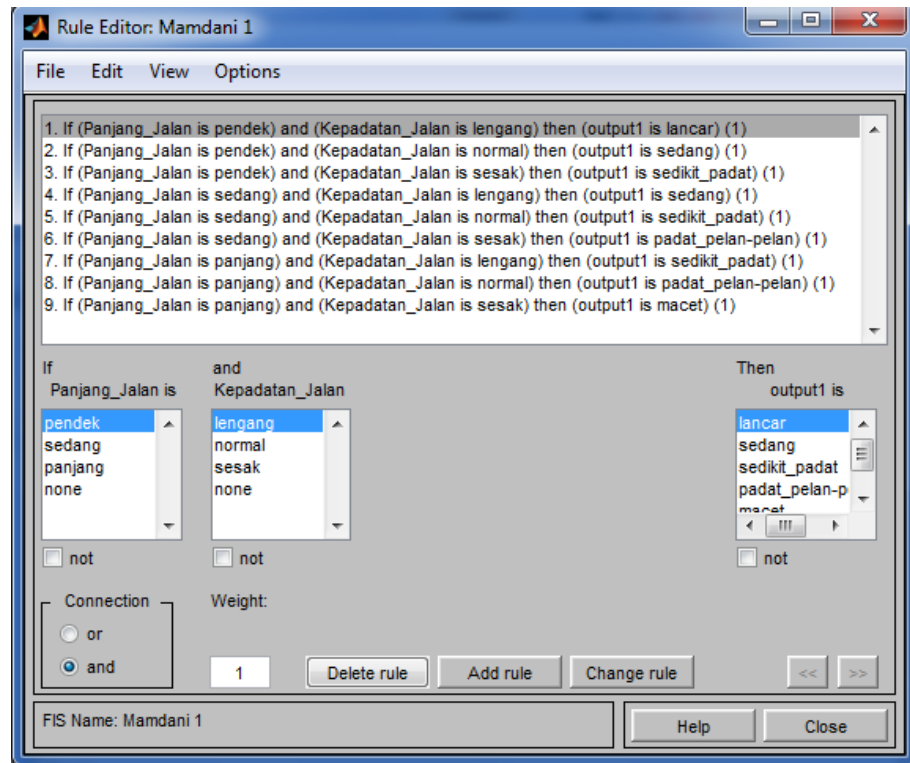 Rule Editor: Mamdani 1
File Edit View Options
1. If (Panjang_Jalan is pendek) and (Kepadatan_Jalan is lengang) then (output1 is lancar) (1)
2. If (Panjang_Jalan is pendek) and (Kepadatan_Jalan is normal) then (output1 is sedang) (1)
3. If (Panjang_Jalan is pendek) and (Kepadatan_Jalan is sesak) then (output1 is sedikit_padat) (1)
4. If (Panjang_Jalan is sedang) and (Kepadatan_Jalan is lengang) then (output1 is sedang) (1)
5. If (Panjang_Jalan is sedang) and (Kepadatan_Jalan is normal) then (output1 is sedikit_padat) (1)
6. If (Panjang_Jalan is sedang) and (Kepadatan_Jalan is sesak) then (output1 is padat_pelan-pelan) (1)
7. If (Panjang_Jalan is panjang) and (Kepadatan_Jalan is lengang) then (output1 is sedikit_padat) (1)
8. If (Panjang_Jalan is panjang) and (Kepadatan_Jalan is normal) then (output1 is padat_pelan-pelan) (1)
9. If (Panjang_Jalan is panjang) and (Kepadatan_Jalan is sesak) then (output1 is macet) (1)
If and Then
Panjang_Jalan is Kepadatan_Jalan output1 is
pendek lengang lancar
sedang normal sedang
panjang sesak sedikit_padat
none none padat_pelan-p
macet
not not not
Connection Weight:
or
and 1 Delete rule Add rule Change rule << >>
FIS Name: Mamdani 1 Help Close